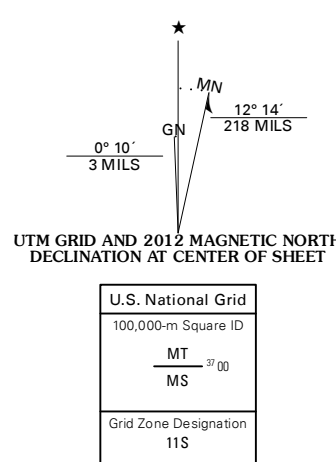 ★
MN
GN
12° 14´
218 MILS
0° 10´
3 MILS
UTM GRID AND 2012 MAGNETIC NORTH
DECLINATION AT CENTER OF SHEET
U.S. National Grid
100,000-m Square ID
MT
37 00
MS
Grid Zone Designation
11S